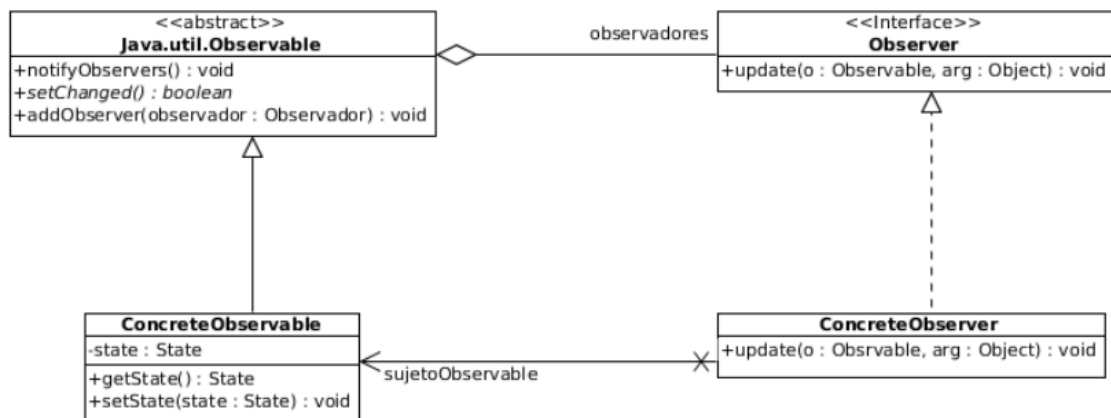 <<abstract>>
Java.util.Observable
+notifyObservers() : void
+setChanged() : boolean
+addObserver(observador : Observador) : void
observadores
<<Interface>>
Observer
+update(o : Observable, arg : Object) : void
ConcreteObservable
-state : State
+getState() : State
+setState(state : State) : void
sujetoObservable
ConcreteObserver
+update(o : Obsrvable, arg : Object) : void